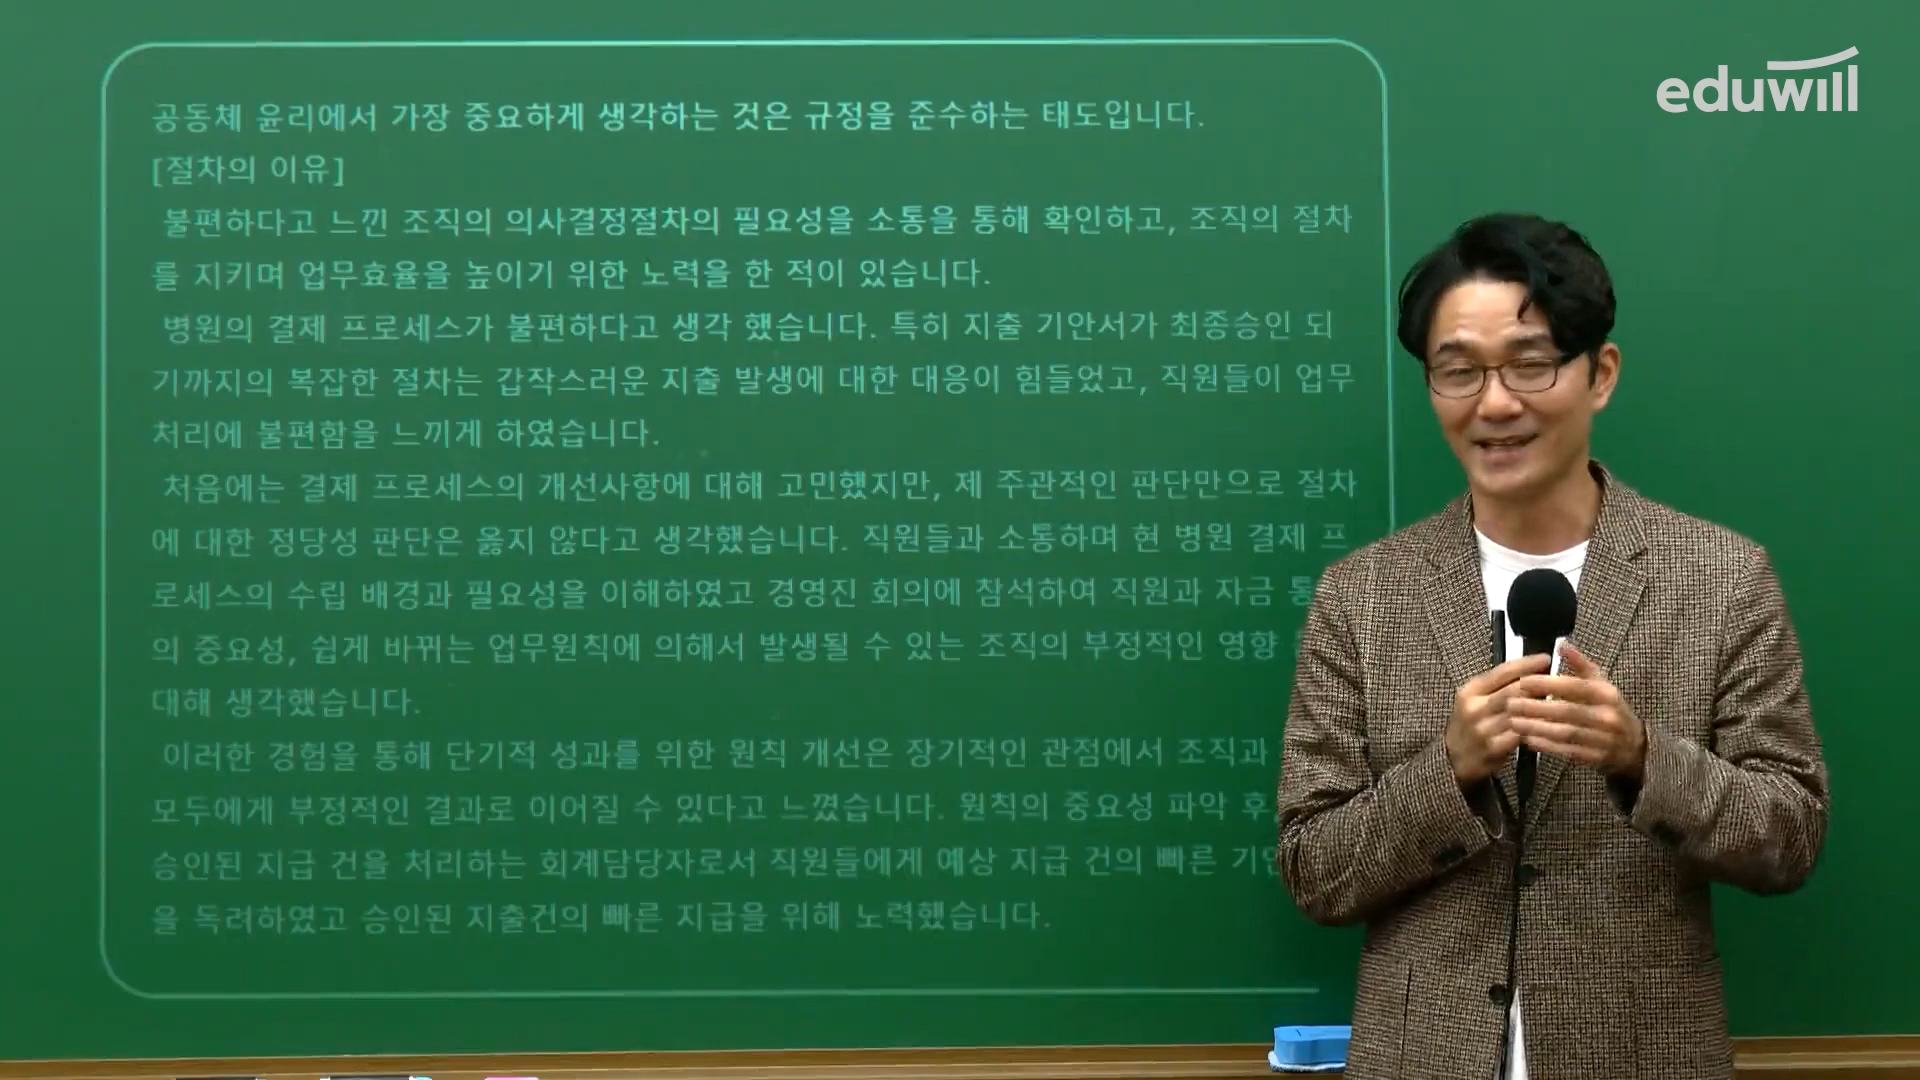 eduwill
공동체 윤리에서 가장 중요하게 생각하는 것은 규정을 준수하는 태도입니다.
[절차의 이유]
불편하다고 느낀 조직의 의사결정절차의 필요성을 소통을 통해 확인하고, 조직의 절차
를 지키며 업무효율을 높이기 위한 노력을 한 적이 있습니다.
병원의 결제 프로세스가 불편하다고 생각 했습니다. 특히 지출 기안서가 최종승인 되
기까지의 복잡한 절차는 갑작스러운 지출 발생에 대한 대응이 힘들었고, 직원들이 업무
처리에 불편함을 느끼게 하였습니다.
처음에는 결제 프로세스의 개선사항에 대해 고민했지만, 제 주관적인 판단만으로 절차
에 대한 정당성 판단은 옳지 않다고 생각했습니다. 직원들과 소통하며 현 병원 결제 프
로세스의 수립 배경과 필요성을 이해하였고 경영진 회의에 참석하여 직원과 자금
의 중요성, 쉽게 바뀌는 업무원칙에 의해서 발생될 수 있는 조직의 부정적인 영향
대해 생각했습니다.
이러한 경험을 통해 단기적 성과를 위한 원칙 개선은 장기적인 관점에서 조직과
모두에게 부정적인 결과로 이어질 수 있다고 느꼈습니다. 원칙의 중요성 파악 후
승인된 지급 건을 처리하는 회계담당자로서 직원들에게 예상 지급 건의 빠른
을 독려하였고 승인된 지출건의 빠른 지급을 위해 노력했습니다.